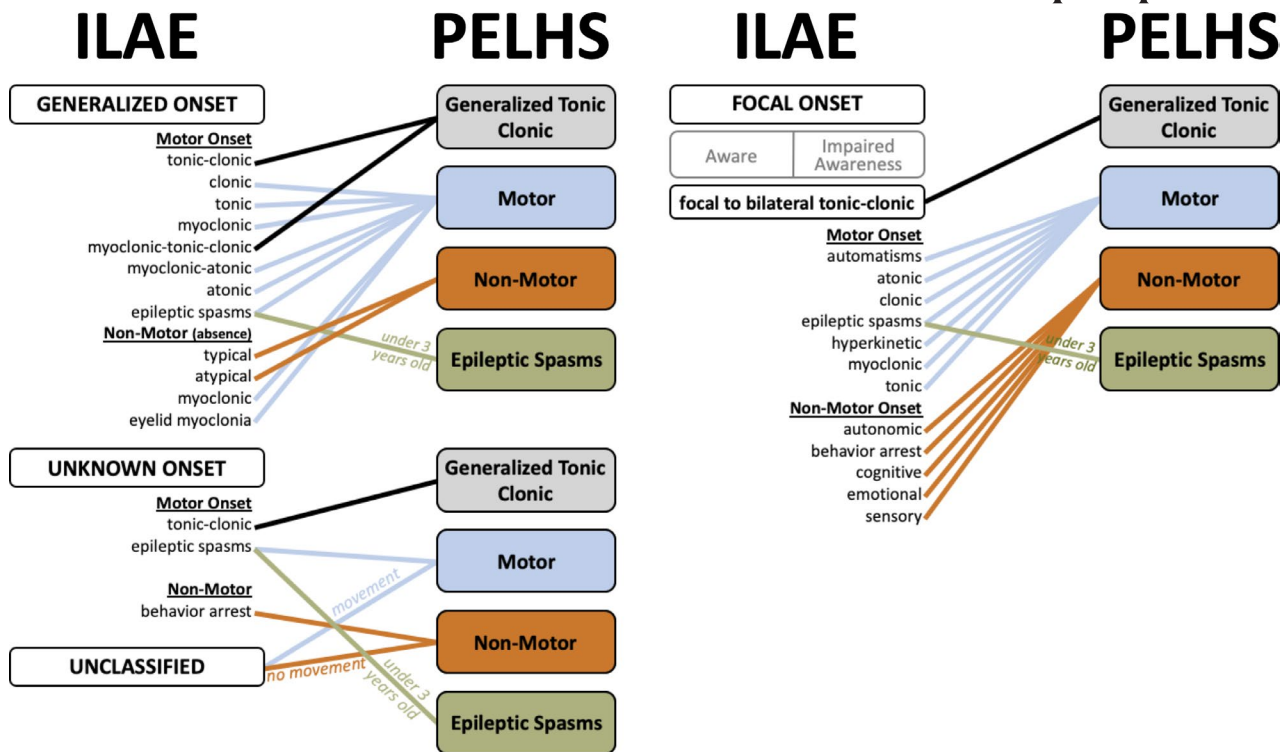 ILAE PELHS
GENERALIZED ONSET
Motor Onset
tonic-clonic
clonic
tonic
myoclonic
myoclonic-tonic-clonic
myoclonic-atonic
atonic
epileptic spasms
Non-Motor (absence)
typical
atypical
myoclonic
eyelid myoclonia
under 3
years old
Generalized Tonic
Clonic
Motor
Non-Motor
Epileptic Spasms
UNKNOWN ONSET
Motor Onset
tonic-clonic
epileptic spasms
Non-Motor
behavior arrest
UNCLASSIFIED
movement
no movement
under 3
years old
Generalized Tonic
Clonic
Motor
Non-Motor
Epileptic Spasms
ILAE PELHS
FOCAL ONSET
Aware
Impaired
Awareness
focal to bilateral tonic-clonic
Motor Onset
automatisms
atonic
clonic
epileptic spasms
hyperkinetic
myoclonic
tonic
Non-Motor Onset
autonomic
behavior arrest
cognitive
emotional
sensory
under 3
years old
Generalized Tonic
Clonic
Motor
Non-Motor
Epileptic Spasms